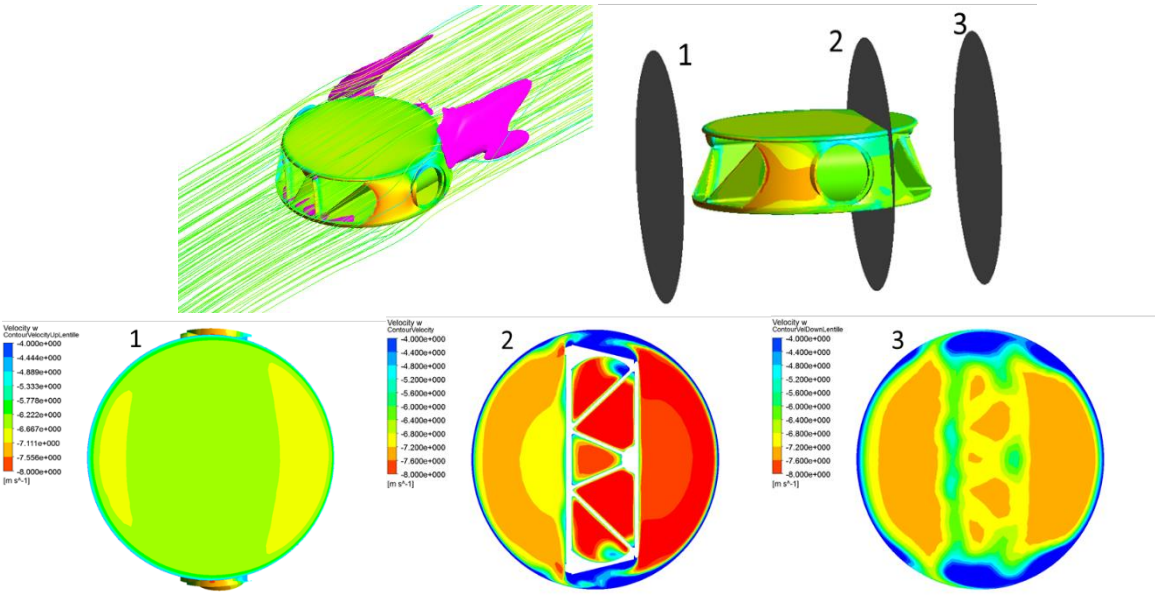 1
2
3
Velocity w
ContourVelocityUpLentile
-4.000e+000
-4.444e+000
-4.889e+000
-5.333e+000
-5.778e+000
-6.222e+000
-6.667e+000
-7.111e+000
-7.556e+000
-8.000e+000
[m s^-1]
1
Velocity w
ContourVelocity
-4.000e+000
-4.400e+000
-4.800e+000
-5.200e+000
-5.600e+000
-6.000e+000
-6.400e+000
-6.800e+000
-7.200e+000
-7.600e+000
-8.000e+000
[m s^-1]
2
Velocity w
ContourVelDownLentile
-4.000e+000
-4.400e+000
-4.800e+000
-5.200e+000
-5.600e+000
-6.000e+000
-6.400e+000
-6.800e+000
-7.200e+000
-7.600e+000
-8.000e+000
[m s^-1]
3